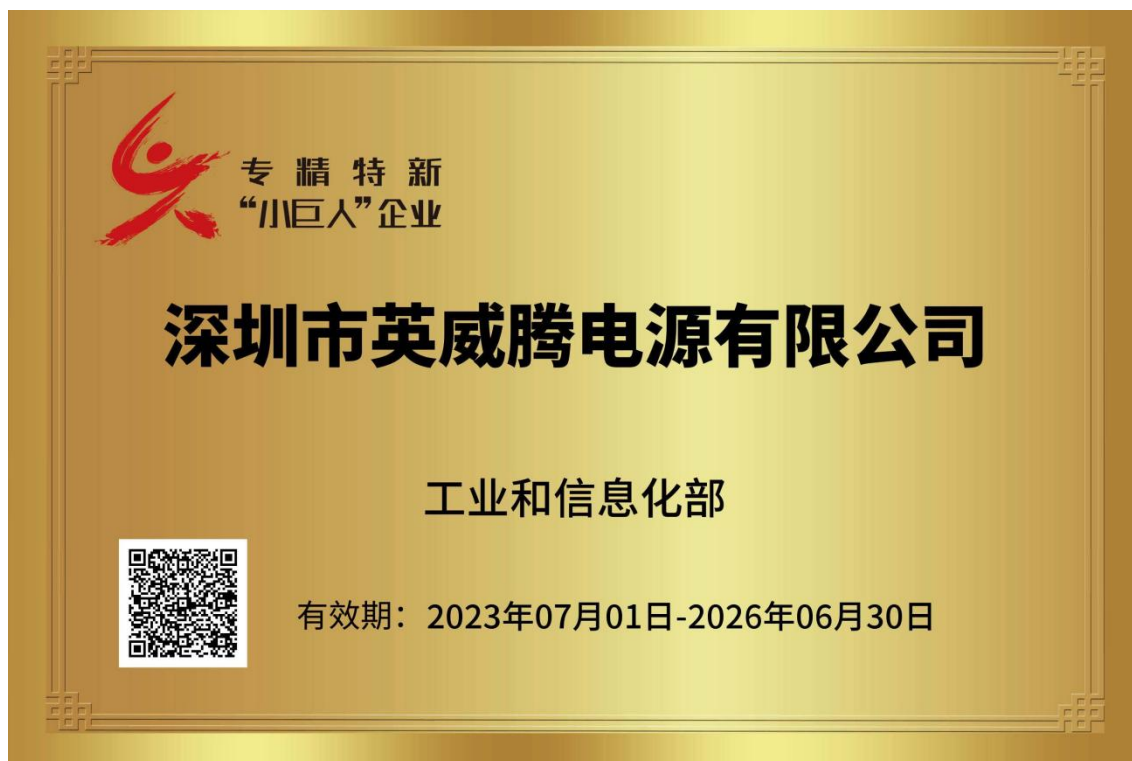 专精特新
“小巨人”企业
深圳市英威腾电源有限公司
工业和信息化部
有效期：2023年07月01日-2026年06月30日